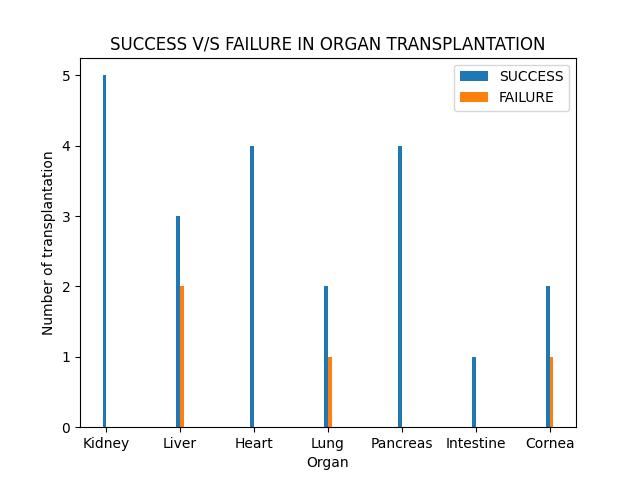 SUCCESS V/S FAILURE IN ORGAN TRANSPLANTATION
SUCCESS
FAILURE
Number of transplantation
5
4
3
2
1
0
Kidney Liver Heart Lung Pancreas Intestine Cornea
Organ